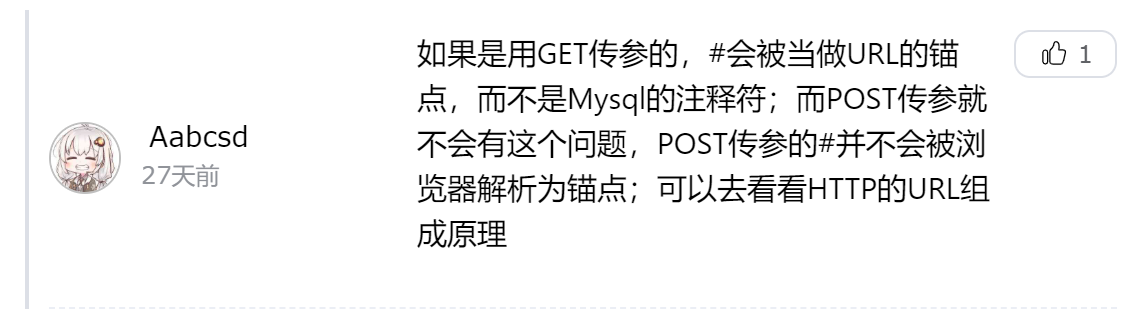 如果是用GET传参的，#会被当做URL的锚
点，而不是Mysql的注释符；而POST传参就
不会有这个问题，POST传参的#并不会被浏
览器解析为锚点；可以去看看HTTP的URL组
成原理
1
Aabcsd
27天前